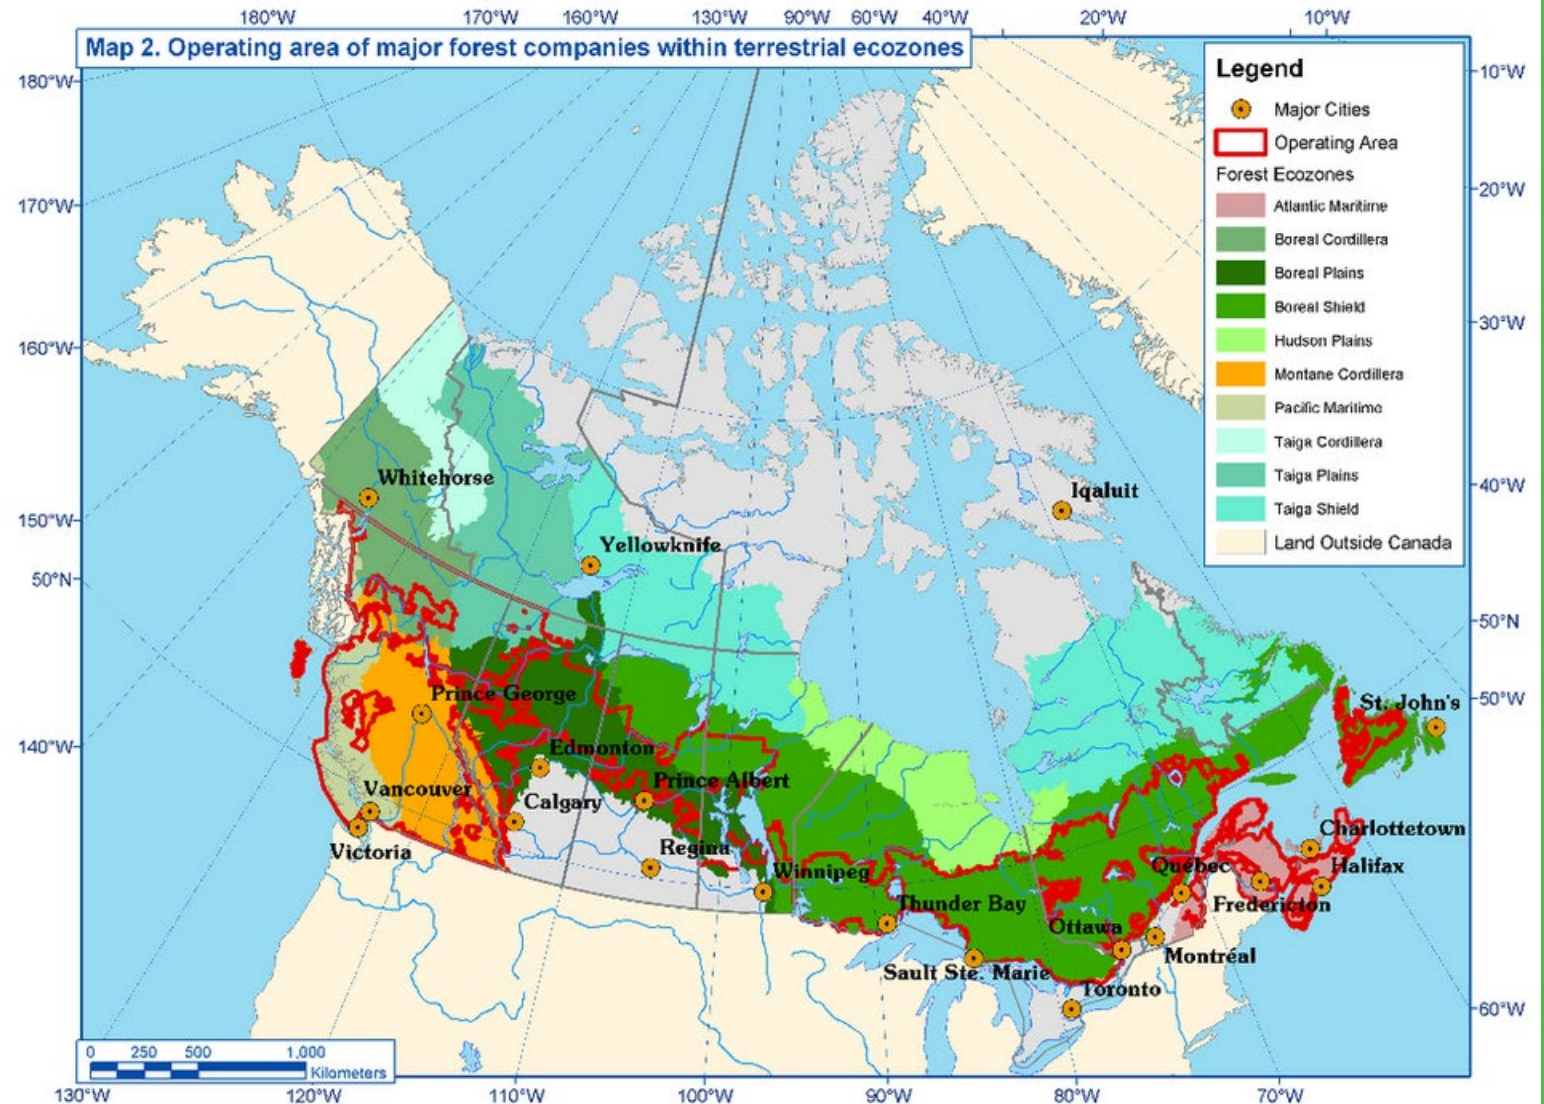 180°W 170°W 160°W 130°W 90°W 60°W 40°W 20°W 10°W
Map 2. Operating area of major forest companies within terrestrial ecozones
Legend
Major Cities
Operating Area
Forest Ecozones
Atlantic Maritime
Boreal Cordillera
Boreal Plains
Boreal Shield
Hudson Plains
Montane Cordillera
Pacific Maritime
Taiga Cordillera
Taiga Plains
Taiga Shield
Land Outside Canada
180°W
170°W
160°W
150°W
50°N
140°W
10°W
20°W
30°W
40°W
50°N
50°W
60°W
Whitehorse
Iqaluit
Yellowknife
Prince George
St. John's
Edmonton
Prince Albert
Vancouver
Calgary
Charlottetown
Victoria
Regina
Québec
Halifax
Winnipeg
Thunder Bay
Fredericton
Ottawa
Montréal
Sault Ste. Marie
Toronto
0 250 500 1,000
Kilometers
130°W 120°W 110°W 100°W 90°W 80°W 70°W